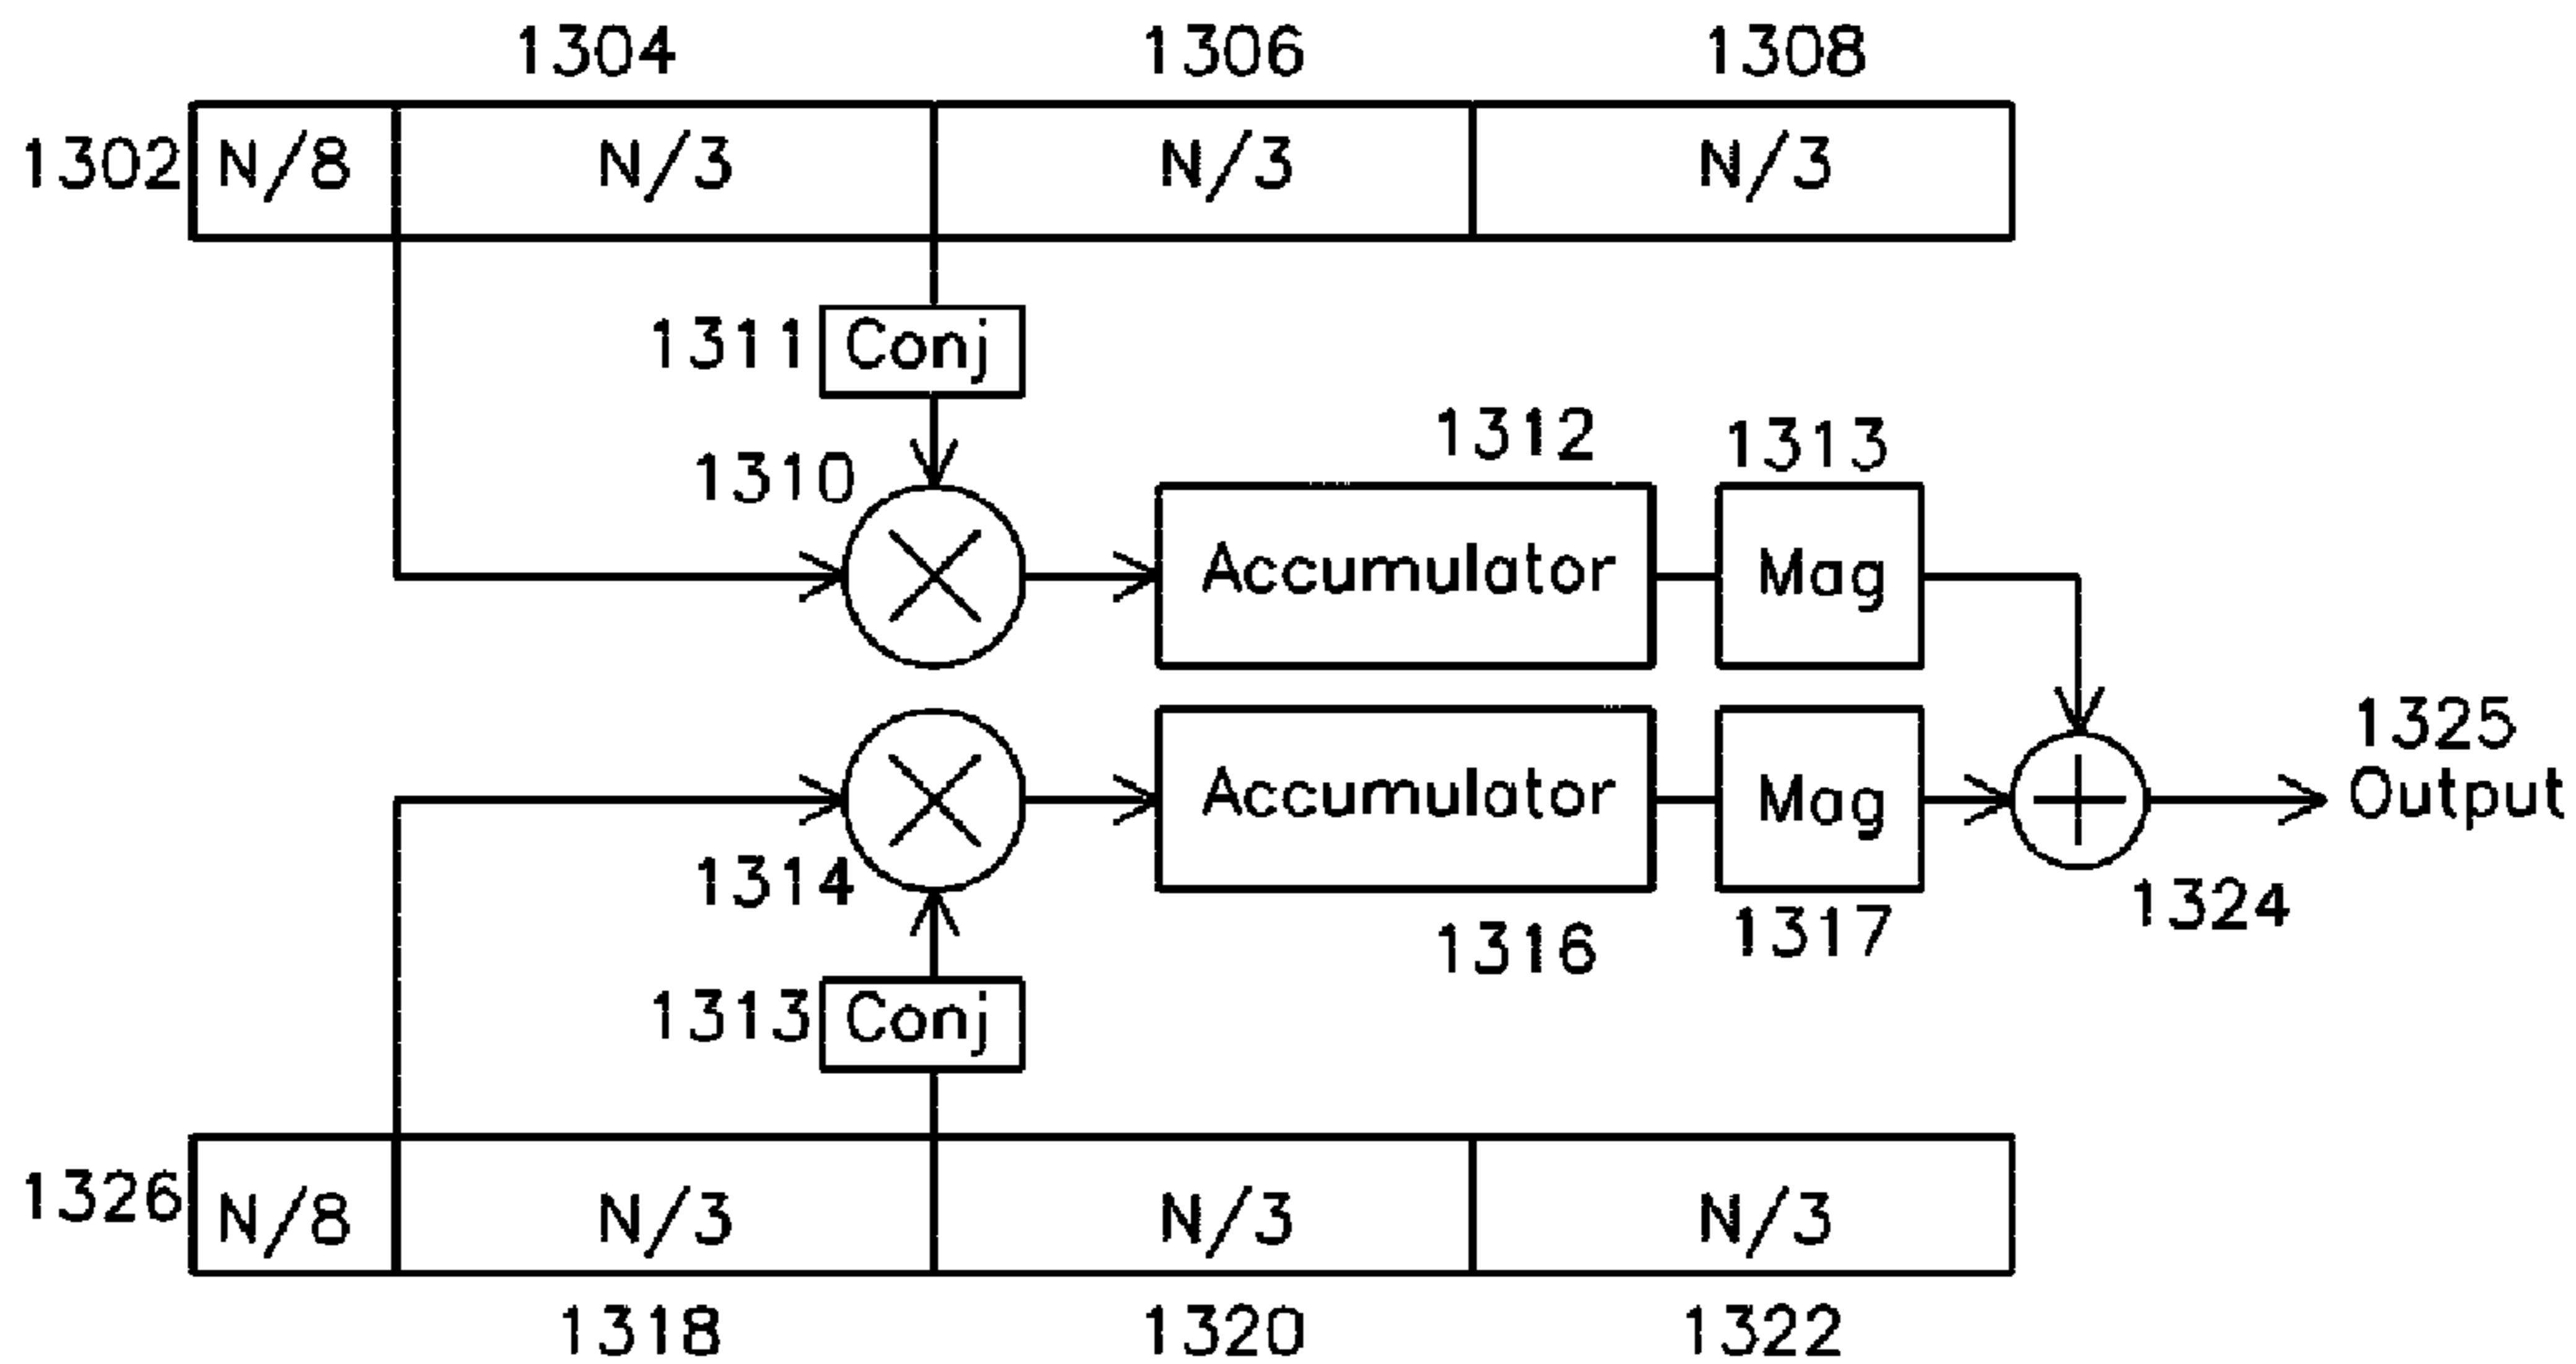 1304 1306 1308
1302 N/8 N/3 N/3 N/3
1311 Conj
1310 1312 1313
Accumulator Mag
1325
Accumulator Mag Output
1314 1316 1317 1324
1313 Conj
1326 N/8 N/3 N/3 N/3
1318 1320 1322